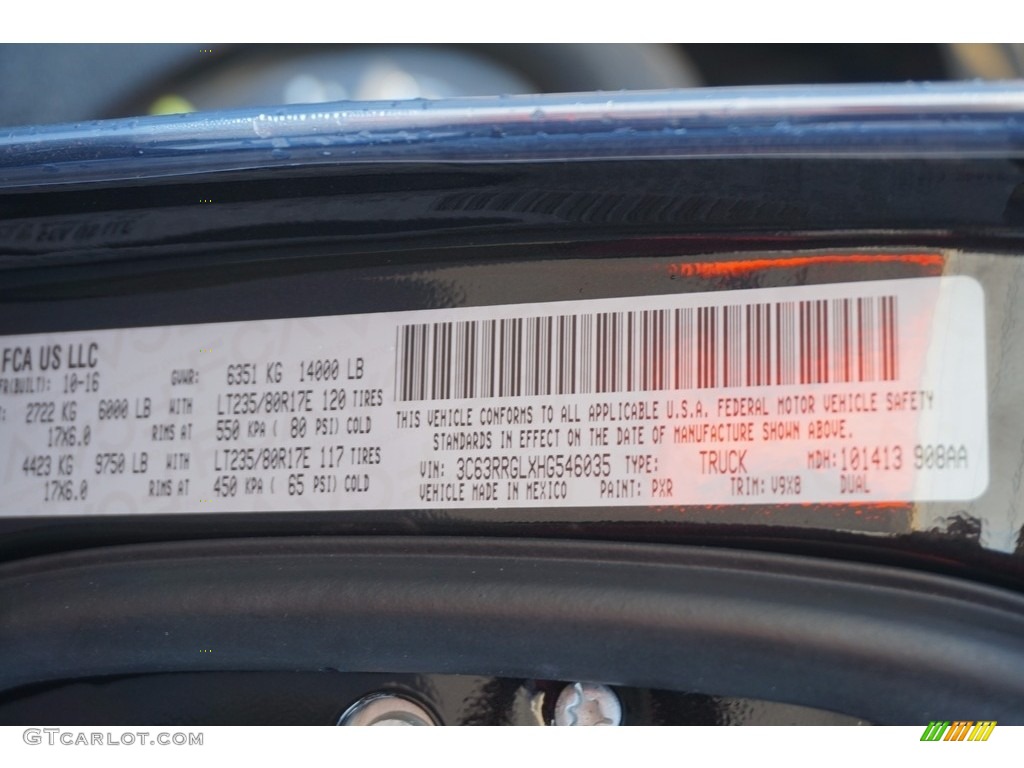 FCA US LLC
FR(BUILT): 10-16 GVWR: 6351 KG 14000 LB
2722 KG 6000 LB WITH LT235/80R17E 120 TIRES
17X6.0 RIMS AT 550 KPA ( 80 PSI) COLD
4423 KG 9750 LB WITH LT235/80R17E 117 TIRES
17X6.0 RIMS AT 450 KPA ( 65 PSI) COLD
THIS VEHICLE CONFORMS TO ALL APPLICABLE U.S.A. FEDERAL MOTOR VEHICLE SAFETY
STANDARDS IN EFFECT ON THE DATE OF MANUFACTURE SHOWN ABOVE.
VIN: 3C63RRGLXHG546035 TYPE: TRUCK MDH: 101413 908AA
VEHICLE MADE IN MEXICO PAINT: PXR TRIM: V9X8 DUAL
GTCARLOT.COM